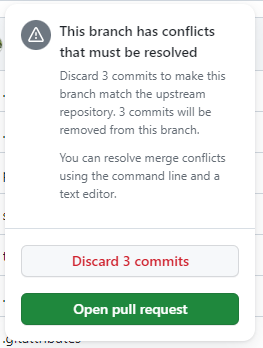 This branch has conflicts
that must be resolved
Discard 3 commits to make this
branch match the upstream
repository. 3 commits will be
removed from this branch.
You can resolve merge conflicts
using the command line and a
text editor.
Discard 3 commits
Open pull request
.gitattributes